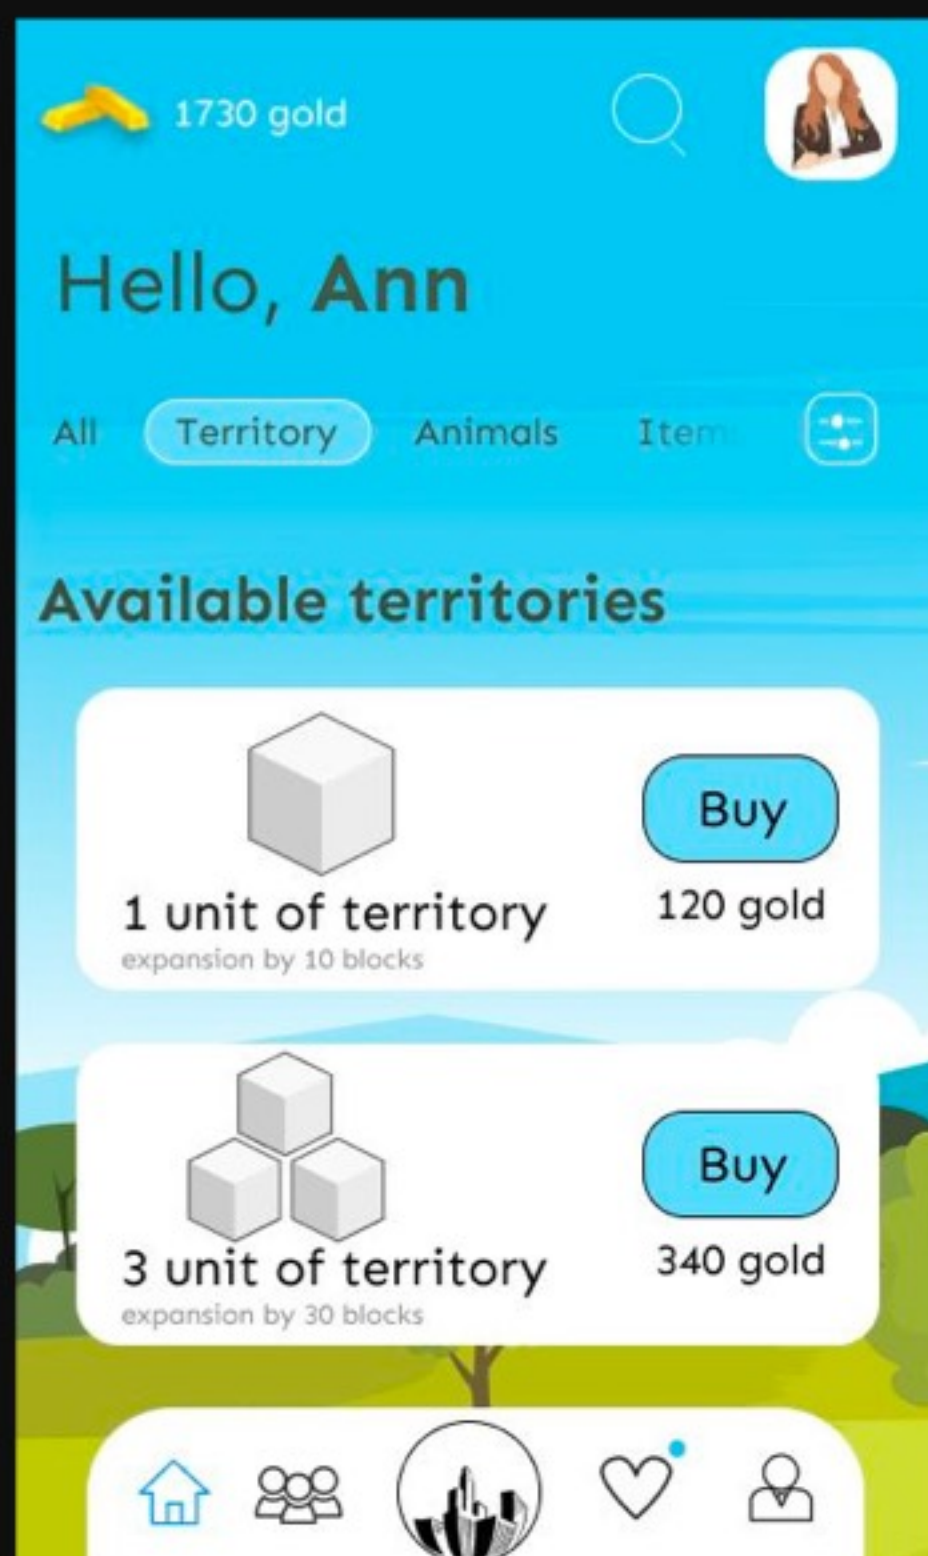 1730 gold
Hello, Ann
All Territory Animals Item
Available territories
Buy
1 unit of territory
120 gold
expansion by 10 blocks
Buy
3 unit of territory
340 gold
expansion by 30 blocks